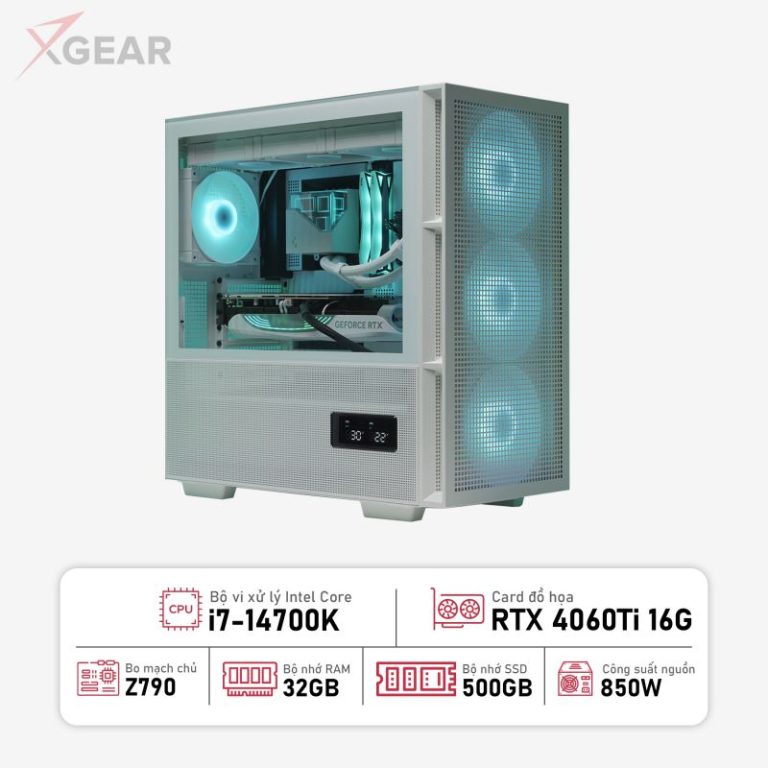 XGEAR
GEFORCE RTX
30°
22°
Bộ vi xử lý Intel Core
CPU
i7-14700K
Card đồ họa
RTX 4060Ti 16G
Bo mạch chủ
Z790
Bộ nhớ RAM
32GB
Bộ nhớ SSD
500GB
Công suất nguồn
850W